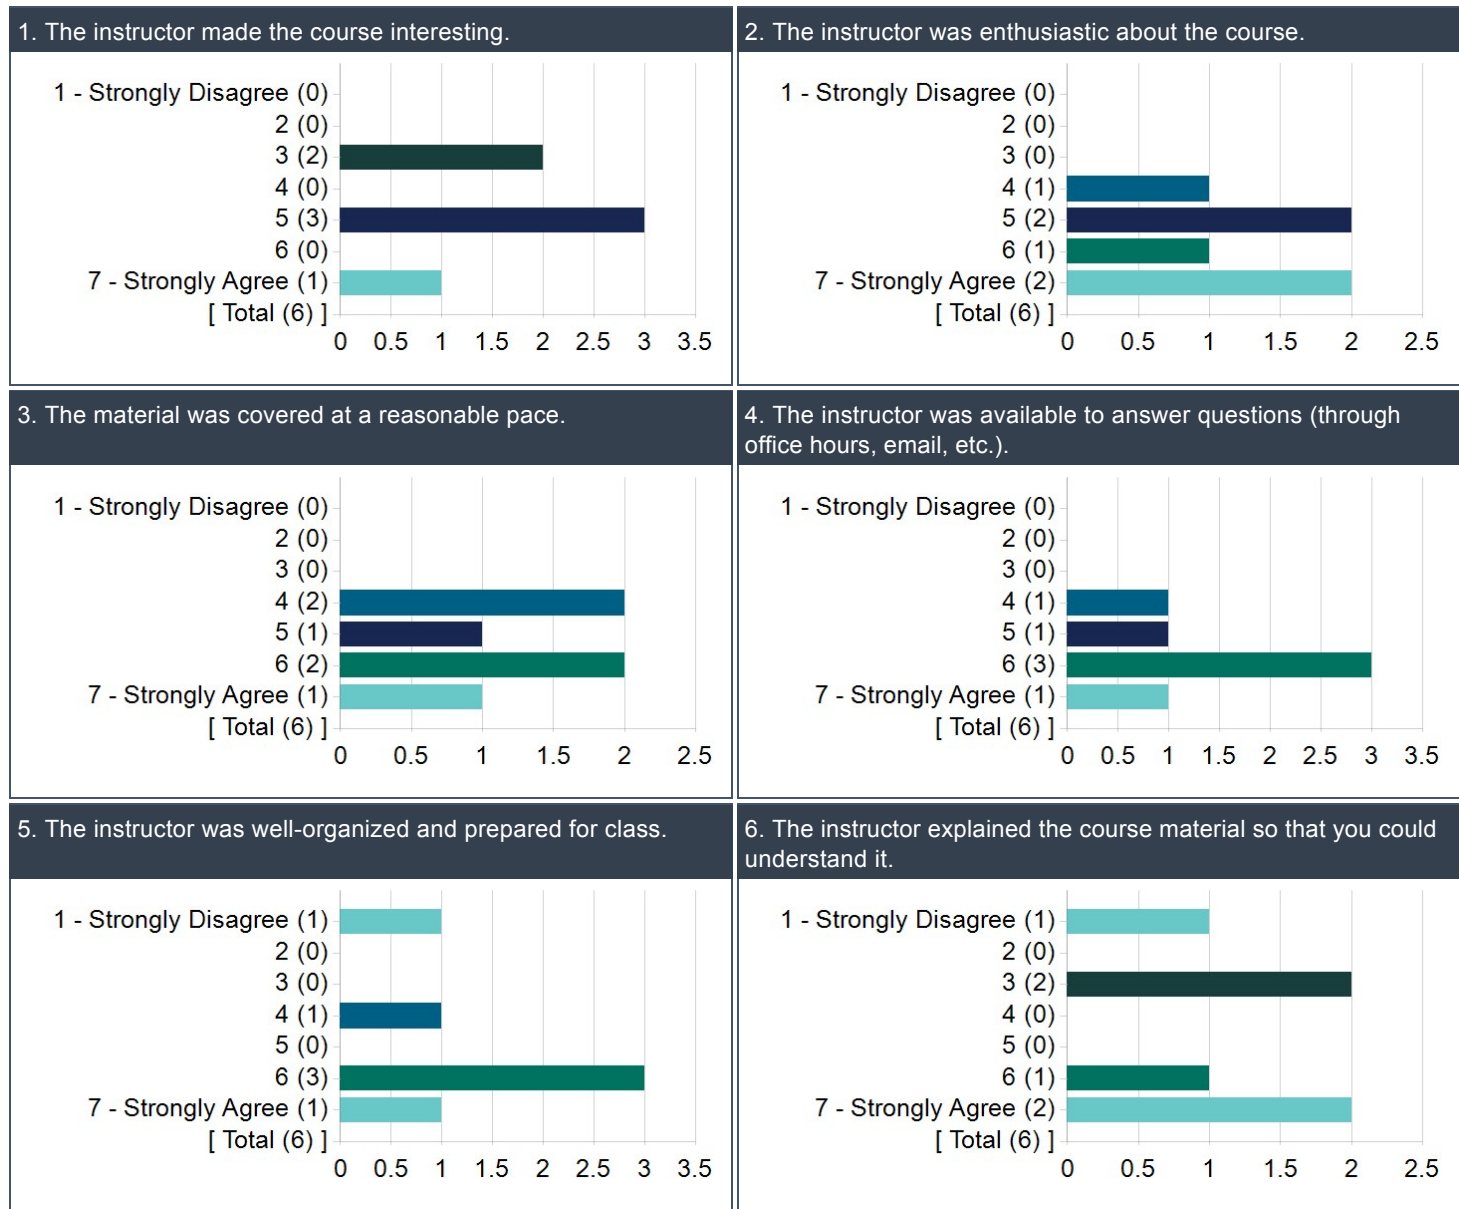 1. The instructor made the course interesting.
1 - Strongly Disagree (0)
2 (0)
3 (2)
4 (0)
5 (3)
6 (0)
7 - Strongly Agree (1)
[ Total (6) ]
0 0.5 1 1.5 2 2.5 3 3.5
2. The instructor was enthusiastic about the course.
1 - Strongly Disagree (0)
2 (0)
3 (0)
4 (1)
5 (2)
6 (1)
7 - Strongly Agree (2)
[ Total (6) ]
0 0.5 1 1.5 2 2.5
3. The material was covered at a reasonable pace.
1 - Strongly Disagree (0)
2 (0)
3 (0)
4 (2)
5 (1)
6 (2)
7 - Strongly Agree (1)
[ Total (6) ]
0 0.5 1 1.5 2 2.5
4. The instructor was available to answer questions (through
office hours, email, etc.).
1 - Strongly Disagree (0)
2 (0)
3 (0)
4 (1)
5 (1)
6 (3)
7 - Strongly Agree (1)
[ Total (6) ]
0 0.5 1 1.5 2 2.5 3 3.5
5. The instructor was well-organized and prepared for class.
1 - Strongly Disagree (1)
2 (0)
3 (0)
4 (1)
5 (0)
6 (3)
7 - Strongly Agree (1)
[ Total (6) ]
0 0.5 1 1.5 2 2.5 3 3.5
6. The instructor explained the course material so that you could
understand it.
1 - Strongly Disagree (1)
2 (0)
3 (2)
4 (0)
5 (0)
6 (1)
7 - Strongly Agree (2)
[ Total (6) ]
0 0.5 1 1.5 2 2.5